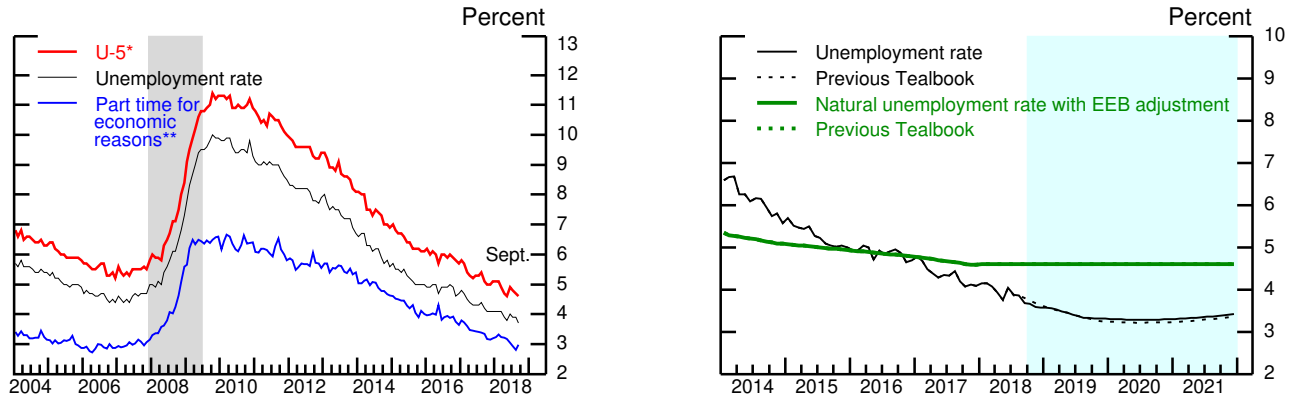 Percent
U-5*
Unemployment rate
Part time for
economic
reasons**
Sept.
13
12
11
10
9
8
7
6
5
4
3
2
2004 2006 2008 2010 2012 2014 2016 2018
Percent
Unemployment rate
Previous Tealbook
Natural unemployment rate with EEB adjustment
Previous Tealbook
10
9
8
7
6
5
4
3
2
2014 2015 2016 2017 2018 2019 2020 2021